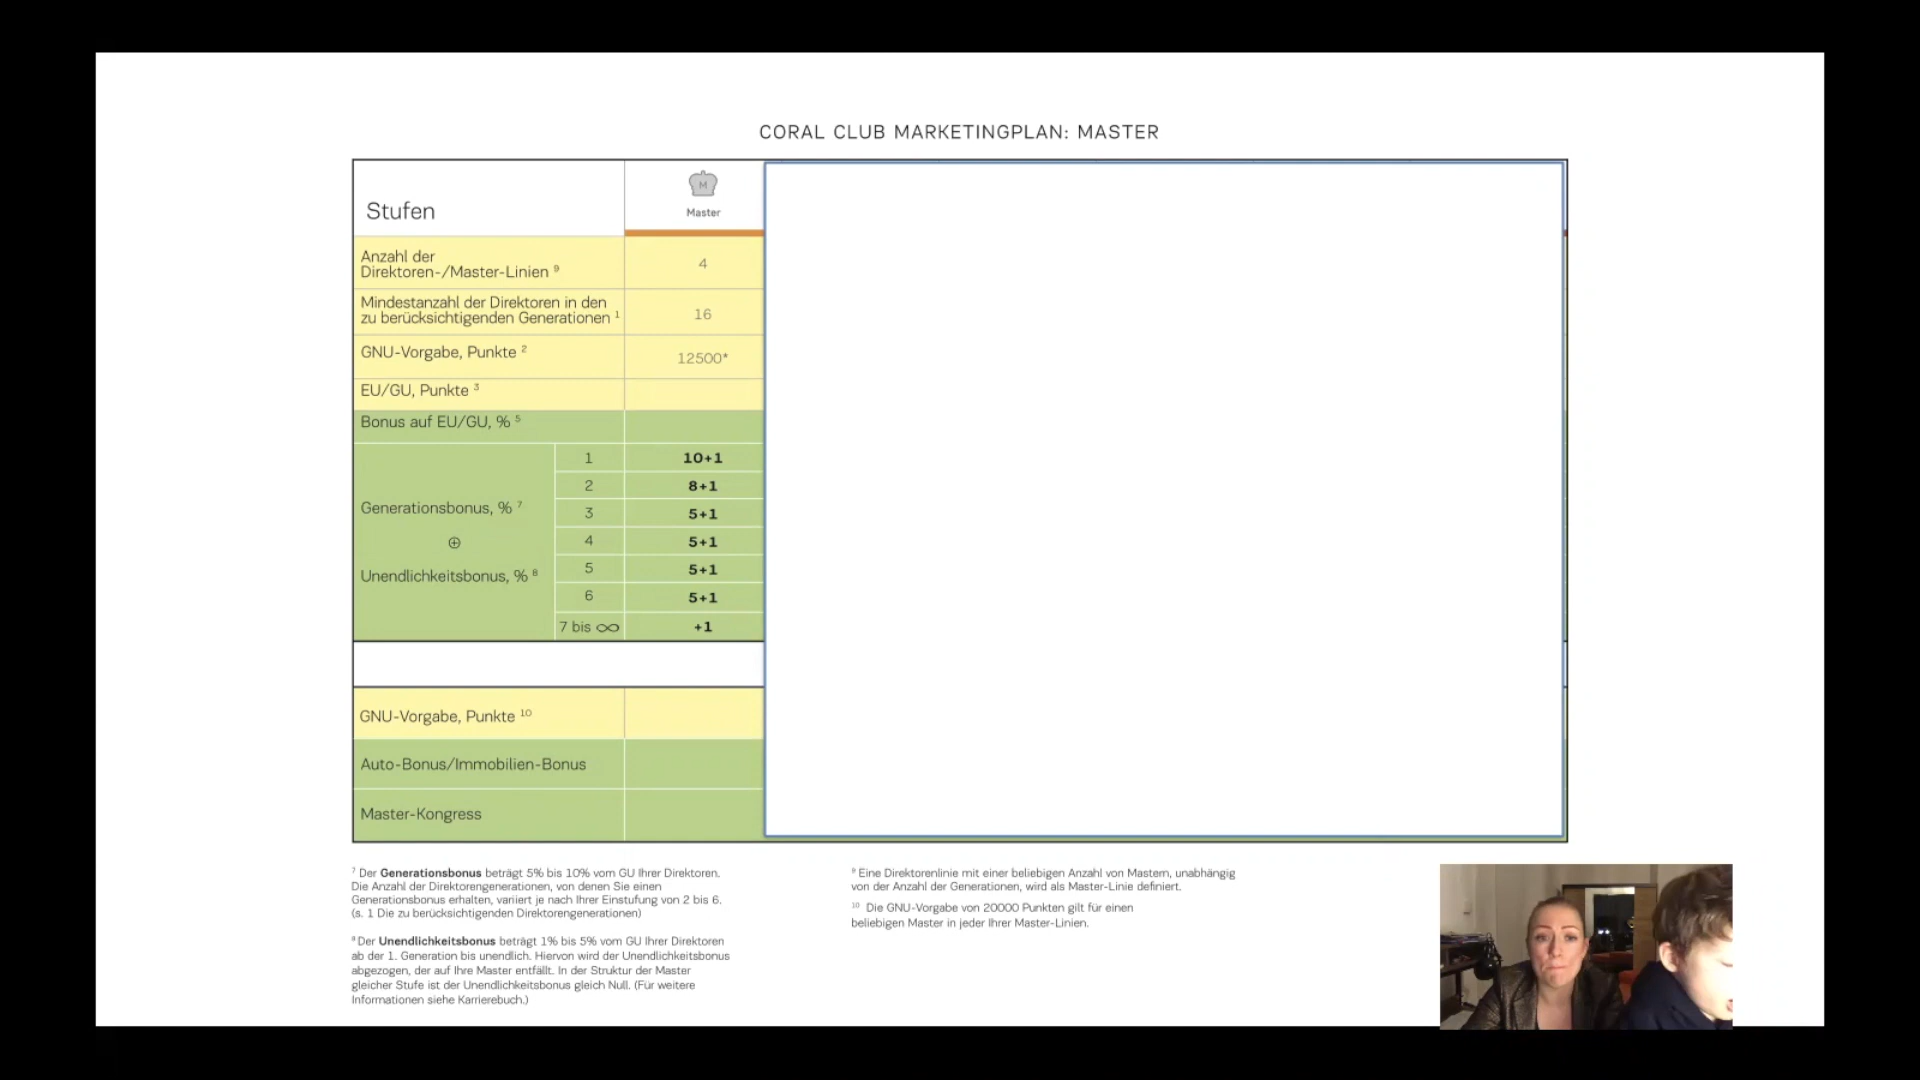 CORAL CLUB MARKETINGPLAN: MASTER
Stufen
M
Master
Anzahl der
Direktoren-/Master-Linien ⁹
4
Mindestanzahl der Direktoren in den
zu berücksichtigenden Generationen ¹
16
GNU-Vorgabe, Punkte ²
12500*
EU/GU, Punkte ³
Bonus auf EU/GU, % ⁵
Generationsbonus, % ⁷
⊕
Unendlichkeitsbonus, % ⁸
1 10+1
2 8+1
3 5+1
4 5+1
5 5+1
6 5+1
7 bis ∞ +1
GNU-Vorgabe, Punkte ¹⁰
Auto-Bonus/Immobilien-Bonus
Master-Kongress
⁷ Der Generationsbonus beträgt 5% bis 10% vom GU Ihrer Direktoren.
Die Anzahl der Direktorengenerationen, von denen Sie einen
Generationsbonus erhalten, variiert je nach Ihrer Einstufung von 2 bis 6.
(s. 1 Die zu berücksichtigenden Direktorengenerationen)
⁸ Der Unendlichkeitsbonus beträgt 1% bis 5% vom GU Ihrer Direktoren
ab der 1. Generation bis unendlich. Hiervon wird der Unendlichkeitsbonus
abgezogen, der auf Ihre Master entfällt. In der Struktur der Master
gleicher Stufe ist der Unendlichkeitsbonus gleich Null. (Für weitere
Informationen siehe Karrierebuch.)
⁹ Eine Direktorenlinie mit einer beliebigen Anzahl von Mastern, unabhängig
von der Anzahl der Generationen, wird als Master-Linie definiert.
¹⁰ Die GNU-Vorgabe von 20000 Punkten gilt für einen
beliebigen Master in jeder Ihrer Master-Linien.